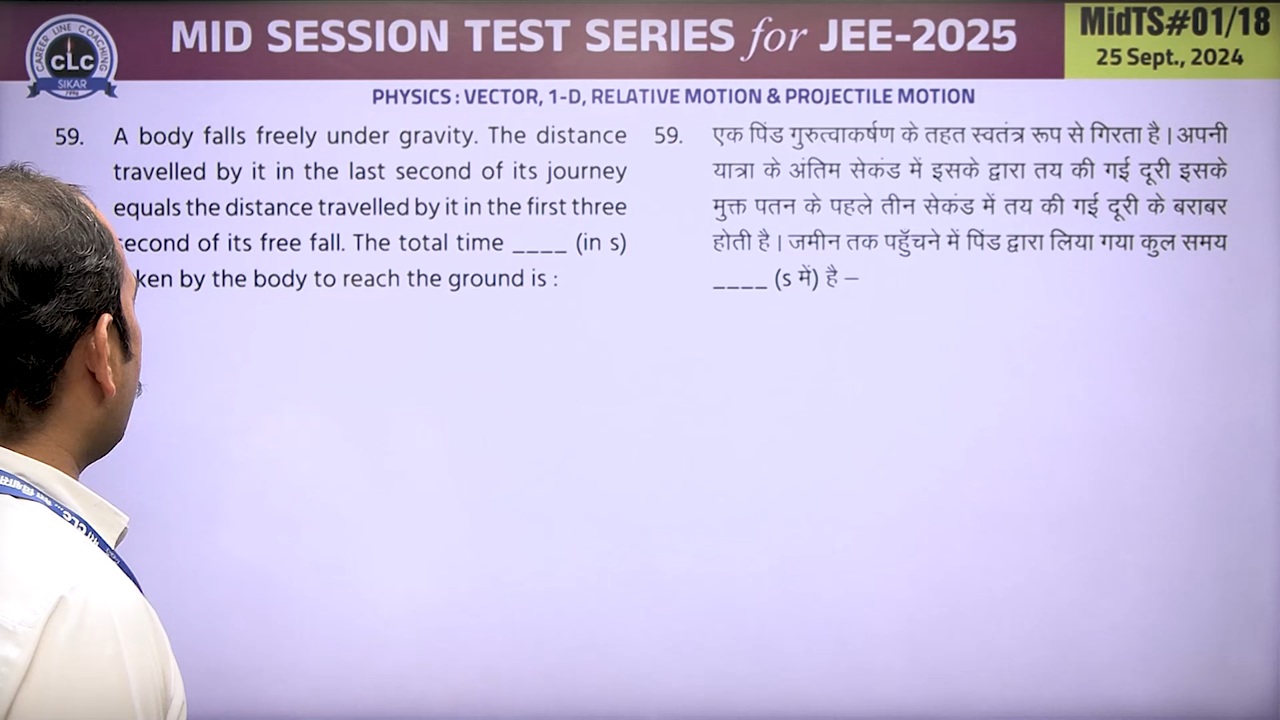 MID SESSION TEST SERIES for JEE-2025
MidTS#01/18
25 Sept., 2024
CAREER LINE COACHING
CLC
SIKAR
PHYSICS : VECTOR, 1-D, RELATIVE MOTION & PROJECTILE MOTION
59. A body falls freely under gravity. The distance
travelled by it in the last second of its journey
equals the distance travelled by it in the first three
second of its free fall. The total time ____ (in s)
ken by the body to reach the ground is :
59. एक पिंड गुरुत्वाकर्षण के तहत स्वतंत्र रूप से गिरता है। अपनी
यात्रा के अंतिम सेकंड में इसके द्वारा तय की गई दूरी इसके
मुक्त पतन के पहले तीन सेकंड में तय की गई दूरी के बराबर
होती है। जमीन तक पहुँचने में पिंड द्वारा लिया गया कुल समय
____ (s में) है –
CLC